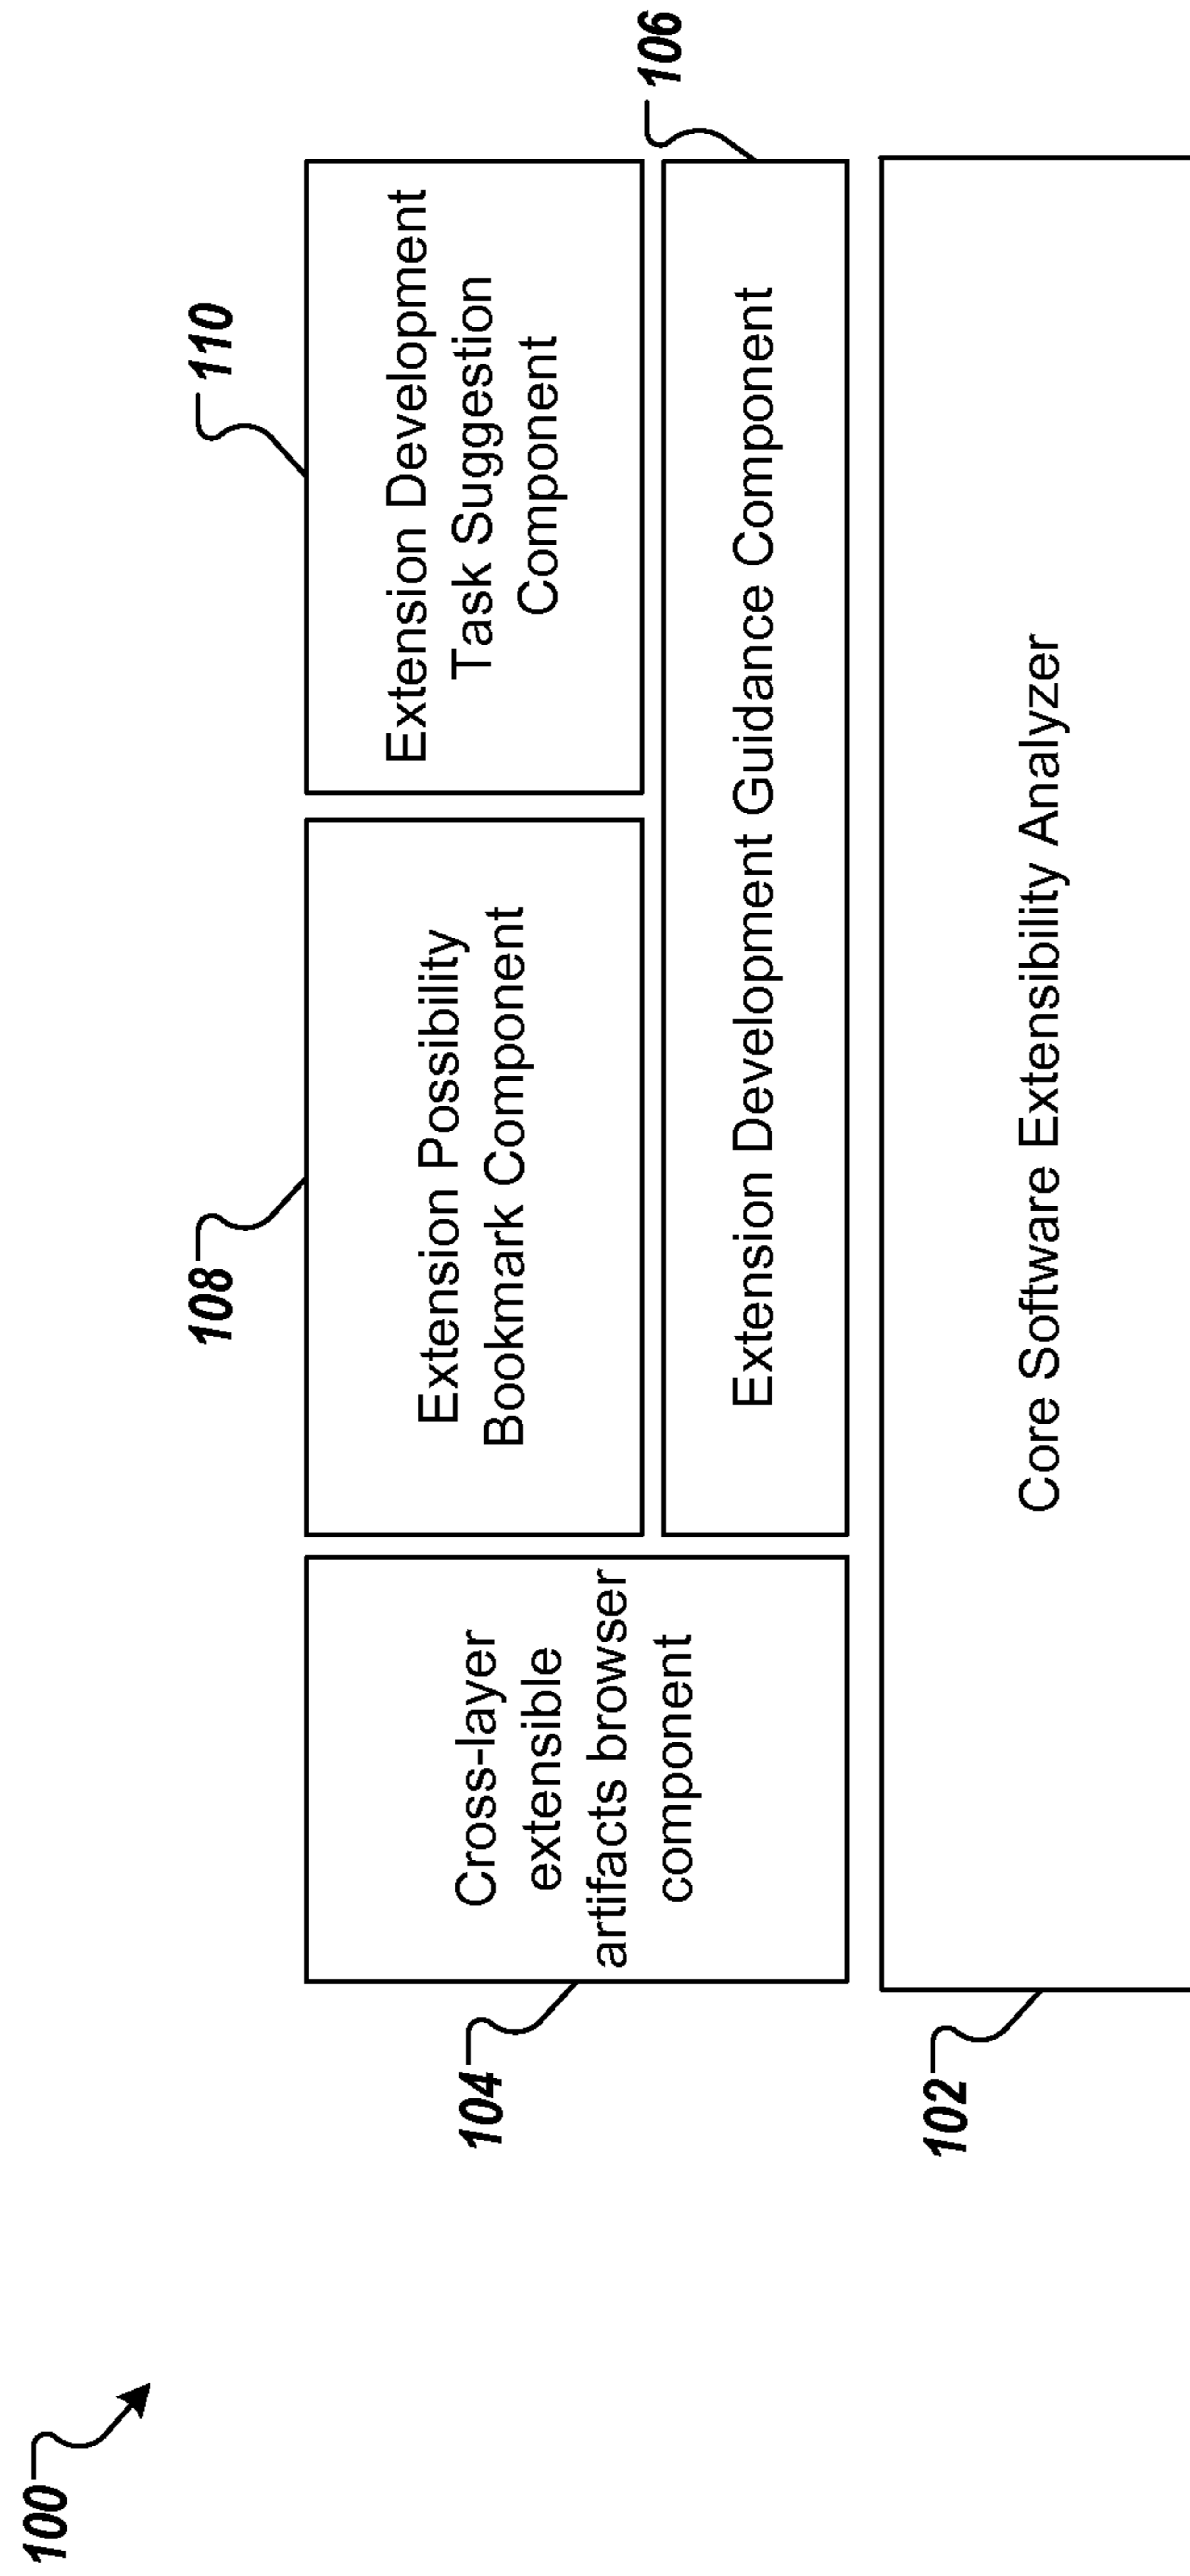 100
110
108
106
Extension Development
Task Suggestion
Component
Extension Possibility
Bookmark Component
Cross-layer
extensible
artifacts browser
component
104
Extension Development Guidance Component
Core Software Extensibility Analyzer
102